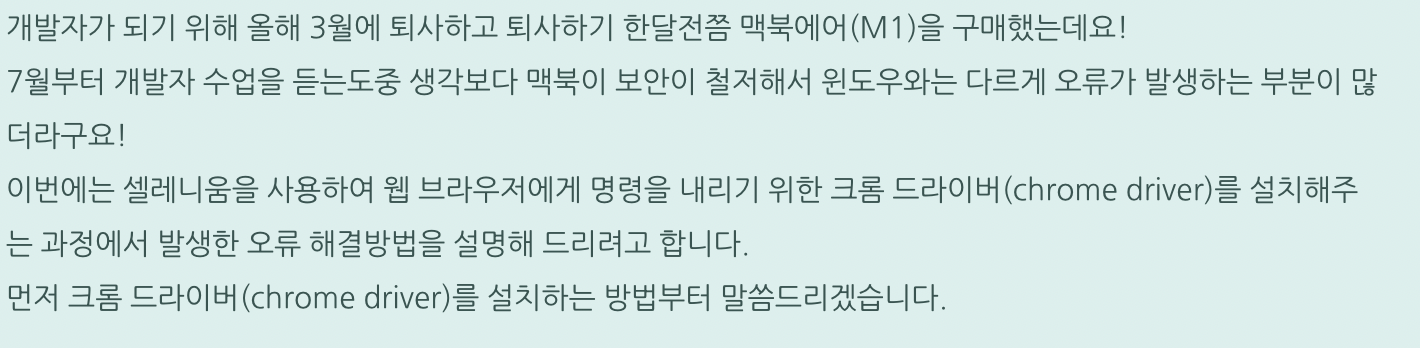 개발자가 되기 위해 올해 3월에 퇴사하고 퇴사하기 한달전쯤 맥북에어(M1)을 구매했는데요!
7월부터 개발자 수업을 듣는도중 생각보다 맥북이 보안이 철저해서 윈도우와는 다르게 오류가 발생하는 부분이 많
더라구요!
이번에는 셀레니움을 사용하여 웹 브라우저에게 명령을 내리기 위한 크롬 드라이버(chrome driver)를 설치해주
는 과정에서 발생한 오류 해결방법을 설명해 드리려고 합니다.
먼저 크롬 드라이버(chrome driver)를 설치하는 방법부터 말씀드리겠습니다.